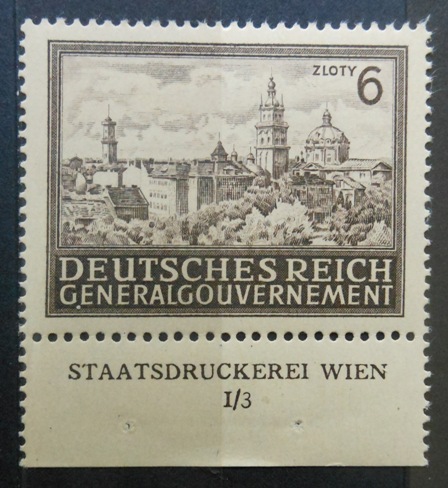 ZLOTY 6
DEUTSCHES REICH
GENERALGOUVERNEMENT
STAATSDRUCKEREI WIEN
I/3